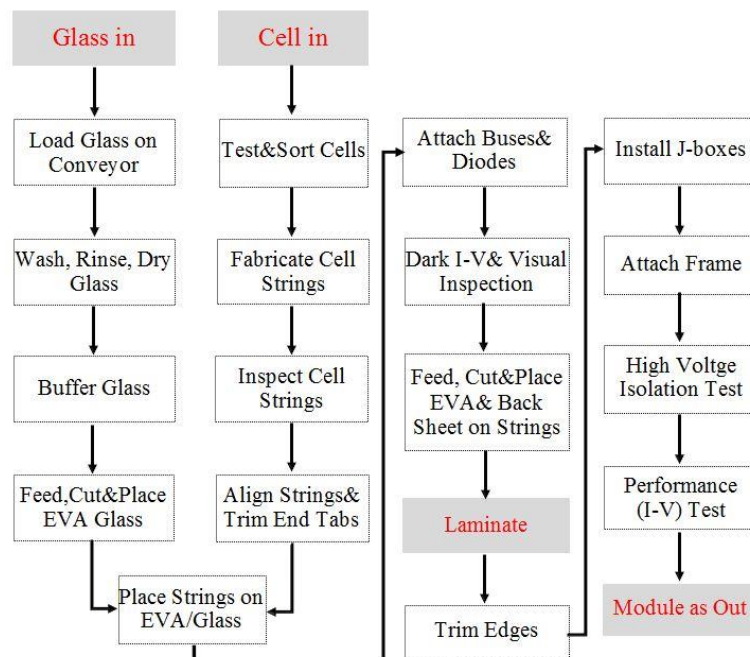 Glass in
Load Glass on
Conveyor
Wash, Rinse, Dry
Glass
Buffer Glass
Feed,Cut&Place
EVA Glass
Cell in
Test&Sort Cells
Fabricate Cell
Strings
Inspect Cell
Strings
Align Strings&
Trim End Tabs
Place Strings on
EVA/Glass
Attach Buses&
Diodes
Dark I-V& Visual
Inspection
Feed, Cut&Place
EVA& Back
Sheet on Strings
Laminate
Trim Edges
Install J-boxes
Attach Frame
High Voltge
Isolation Test
Performance
(I-V) Test
Module as Out